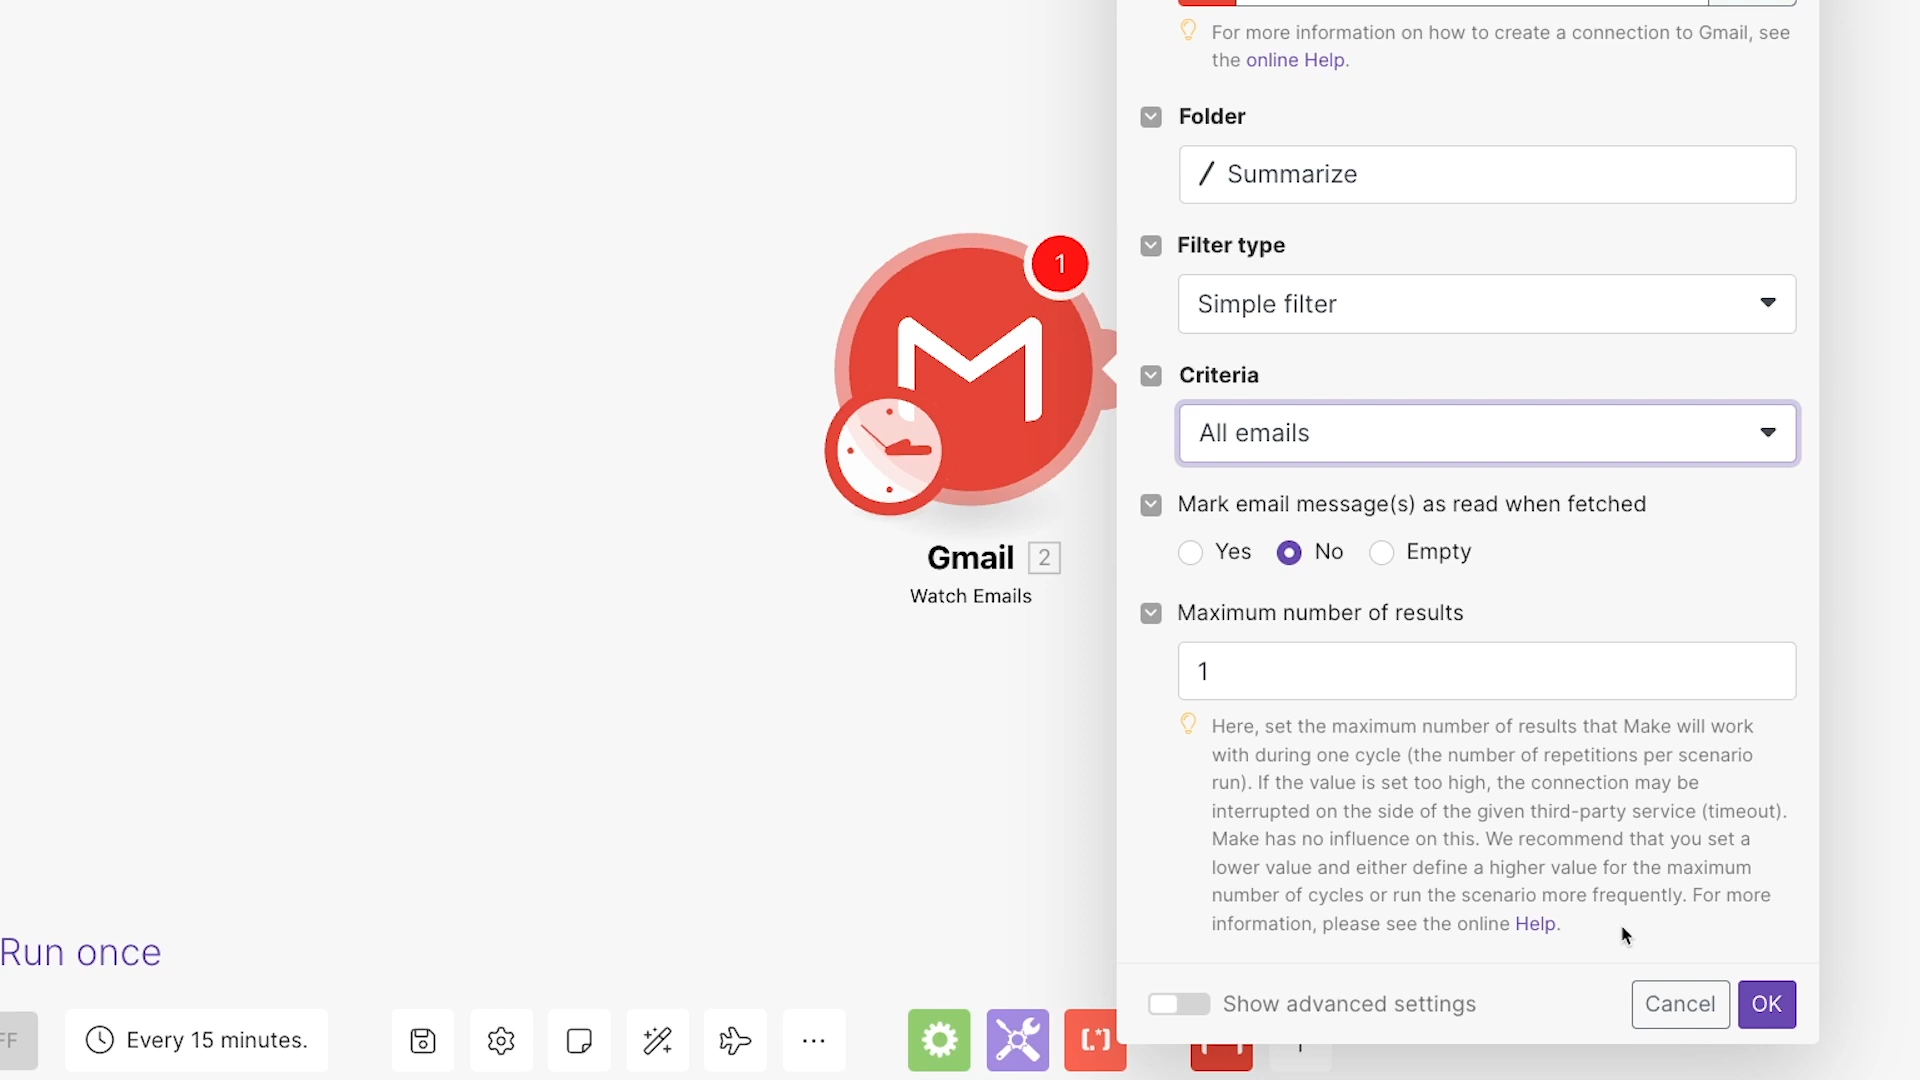 For more information on how to create a connection to Gmail, see
the online Help.
Folder
/ Summarize
Filter type
Simple filter
Criteria
All emails
Mark email message(s) as read when fetched
Yes No Empty
Maximum number of results
1
Here, set the maximum number of results that Make will work
with during one cycle (the number of repetitions per scenario
run). If the value is set too high, the connection may be
interrupted on the side of the given third-party service (timeout).
Make has no influence on this. We recommend that you set a
lower value and either define a higher value for the maximum
number of cycles or run the scenario more frequently. For more
information, please see the online Help.
Show advanced settings
Cancel OK
1
Gmail 2
Watch Emails
Run once
FF
Every 15 minutes.
[.*]